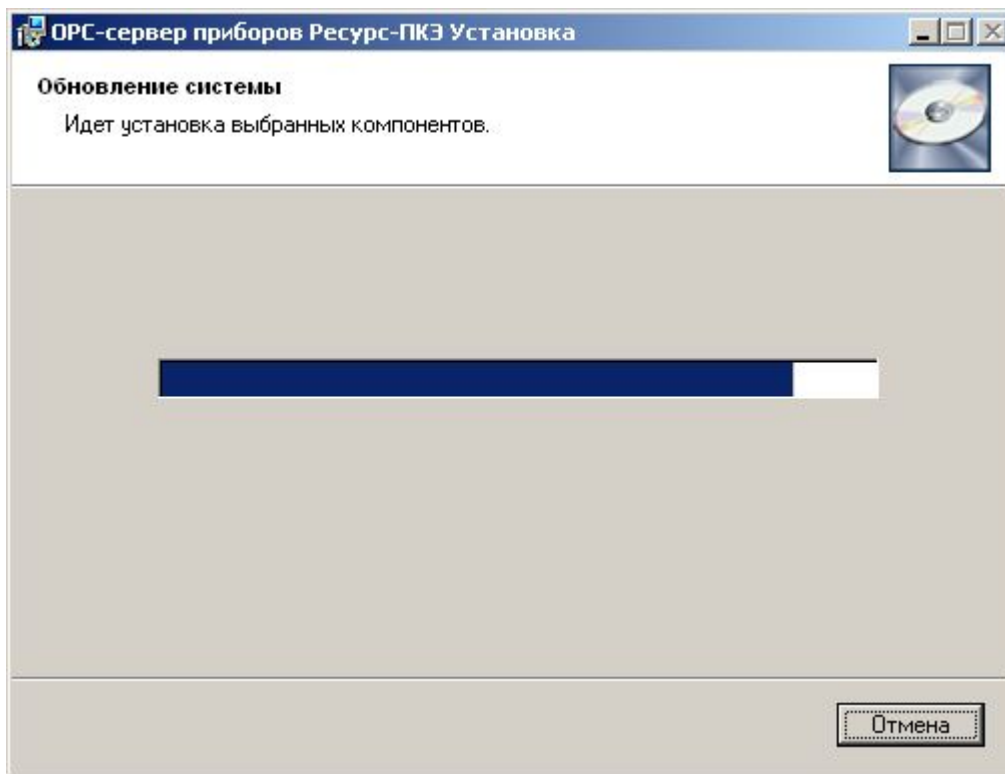 OPC-сервер приборов Ресурс-ПКЭ Установка
Обновление системы
Идет установка выбранных компонентов.
Отмена